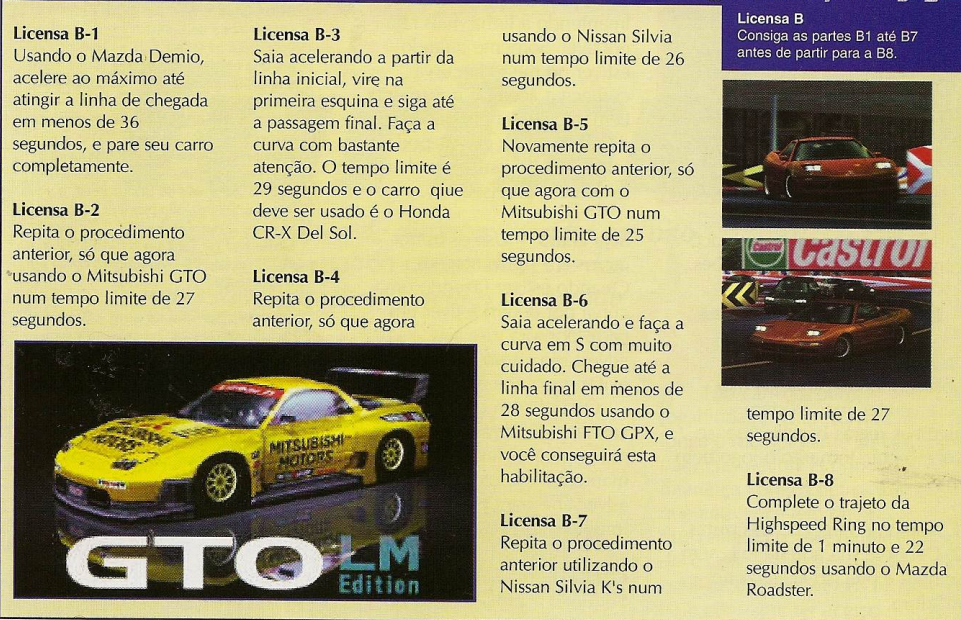 Licensa B-1
Usando o Mazda Demio,
acelere ao máximo até
atingir a linha de chegada
em menos de 36
segundos, e pare seu carro
completamente.
Licensa B-2
Repita o procedimento
anterior, só que agora
usando o Mitsubishi GTO
num tempo limite de 27
segundos.
Licensa B-3
Saia acelerando a partir da
linha inicial, vire na
primeira esquina e siga até
a passagem final. Faça a
curva com bastante
atenção. O tempo limite é
29 segundos e o carro qiue
deve ser usado é o Honda
CR-X Del Sol.
Licensa B-4
Repita o procedimento
anterior, só que agora
usando o Nissan Silvia
num tempo limite de 26
segundos.
Licensa B-5
Novamente repita o
procedimento anterior, só
que agora com o
Mitsubishi GTO num
tempo limite de 25
segundos.
Licensa B-6
Saia acelerando e faça a
curva em S com muito
cuidado. Chegue até a
linha final em menos de
28 segundos usando o
Mitsubishi FTO GPX, e
você conseguirá esta
habilitação.
Licensa B-7
Repita o procedimento
anterior utilizando o
Nissan Silvia K's num
tempo limite de 27
segundos.
Licensa B-8
Complete o trajeto da
Highspeed Ring no tempo
limite de 1 minuto e 22
segundos usando o Mazda
Roadster.
Licensa B
Consiga as partes B1 até B7
antes de partir para a B8.
Castrol
Castrol
MITSUBISHI
MOTORS
MITSUBISHI
MOTORS
GTO LM
Edition